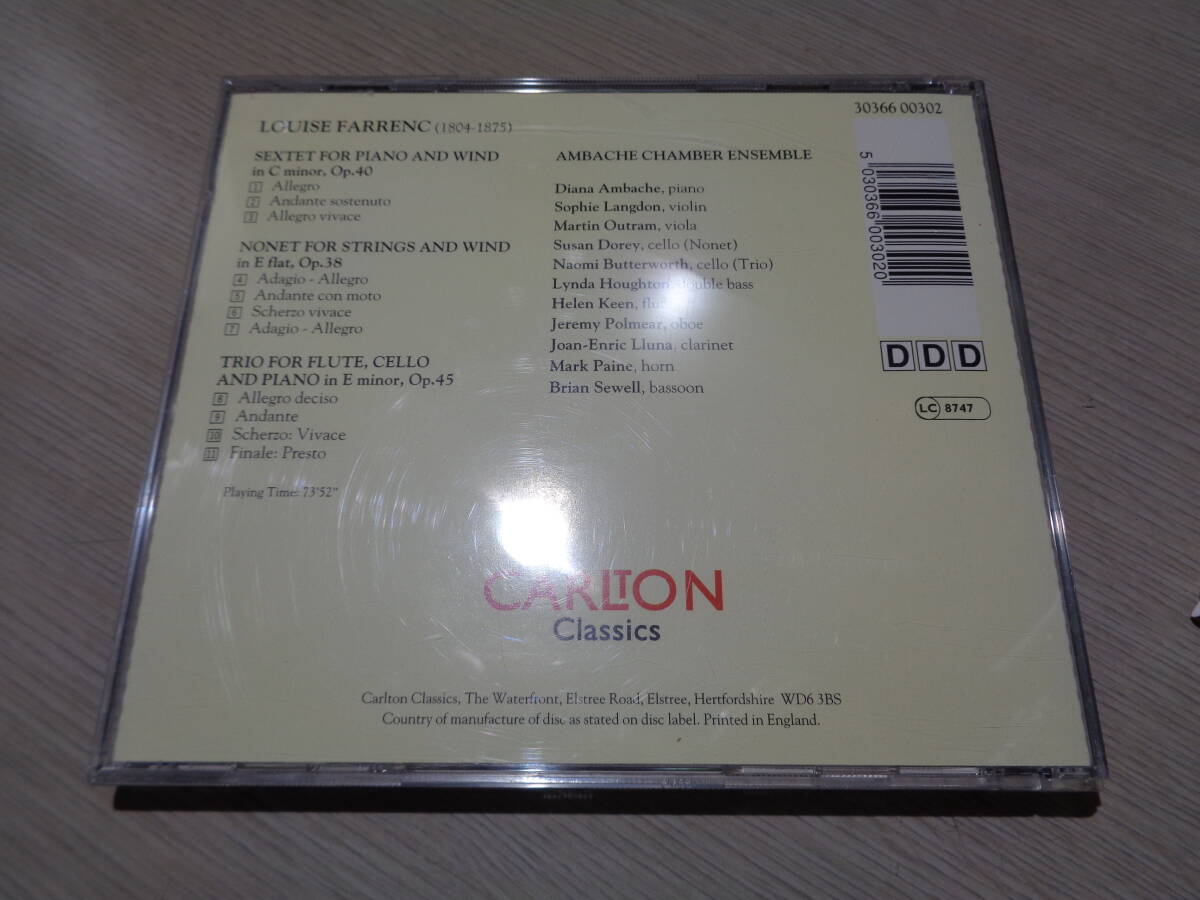 30366 00302
LOUISE FARRENC (1804-1875)
SEXTET FOR PIANO AND WIND
in C minor, Op.40
1 Allegro
2 Andante sostenuto
3 Allegro vivace
NONET FOR STRINGS AND WIND
in E flat, Op.38
4 Adagio - Allegro
5 Andante con moto
6 Scherzo vivace
7 Adagio - Allegro
TRIO FOR FLUTE, CELLO
AND PIANO in E minor, Op.45
8 Allegro deciso
9 Andante
10 Scherzo: Vivace
11 Finale: Presto
Playing Time: 73'52"
AMBACHE CHAMBER ENSEMBLE
Diana Ambache, piano
Sophie Langdon, violin
Martin Outram, viola
Susan Dorey, cello (Nonet)
Naomi Butterworth, cello (Trio)
Lynda Houghton, double bass
Helen Keen, flute
Jeremy Polmear, oboe
Joan-Enric Lluna, clarinet
Mark Paine, horn
Brian Sewell, bassoon
5 030366 003020
DDD
LC 8747
CARLTON
Classics
Carlton Classics, The Waterfront, Elstree Road, Elstree, Hertfordshire WD6 3BS
Country of manufacture of disc as stated on disc label. Printed in England.